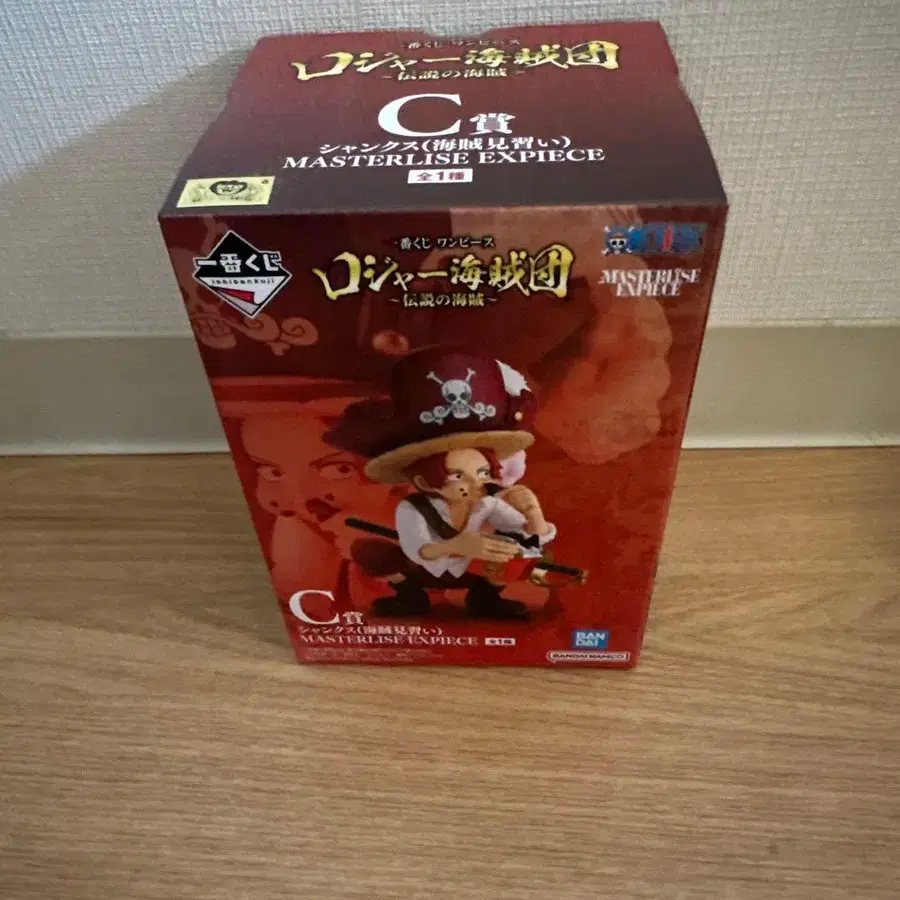 一番くじ ワンピース
ロジャー海賊団
~伝説の海賊~
C賞
シャンクス(海賊見習い)
MASTERLISE EXPIECE
全1種
一番くじ
ichibankuji
一番くじ ワンピース
ロジャー海賊団
~伝説の海賊~
MASTERLISE
EXPIECE
C賞
シャンクス(海賊見習い)
MASTERLISE EXPIECE 全1種
BAN
DAI
BANDAI NAMCO